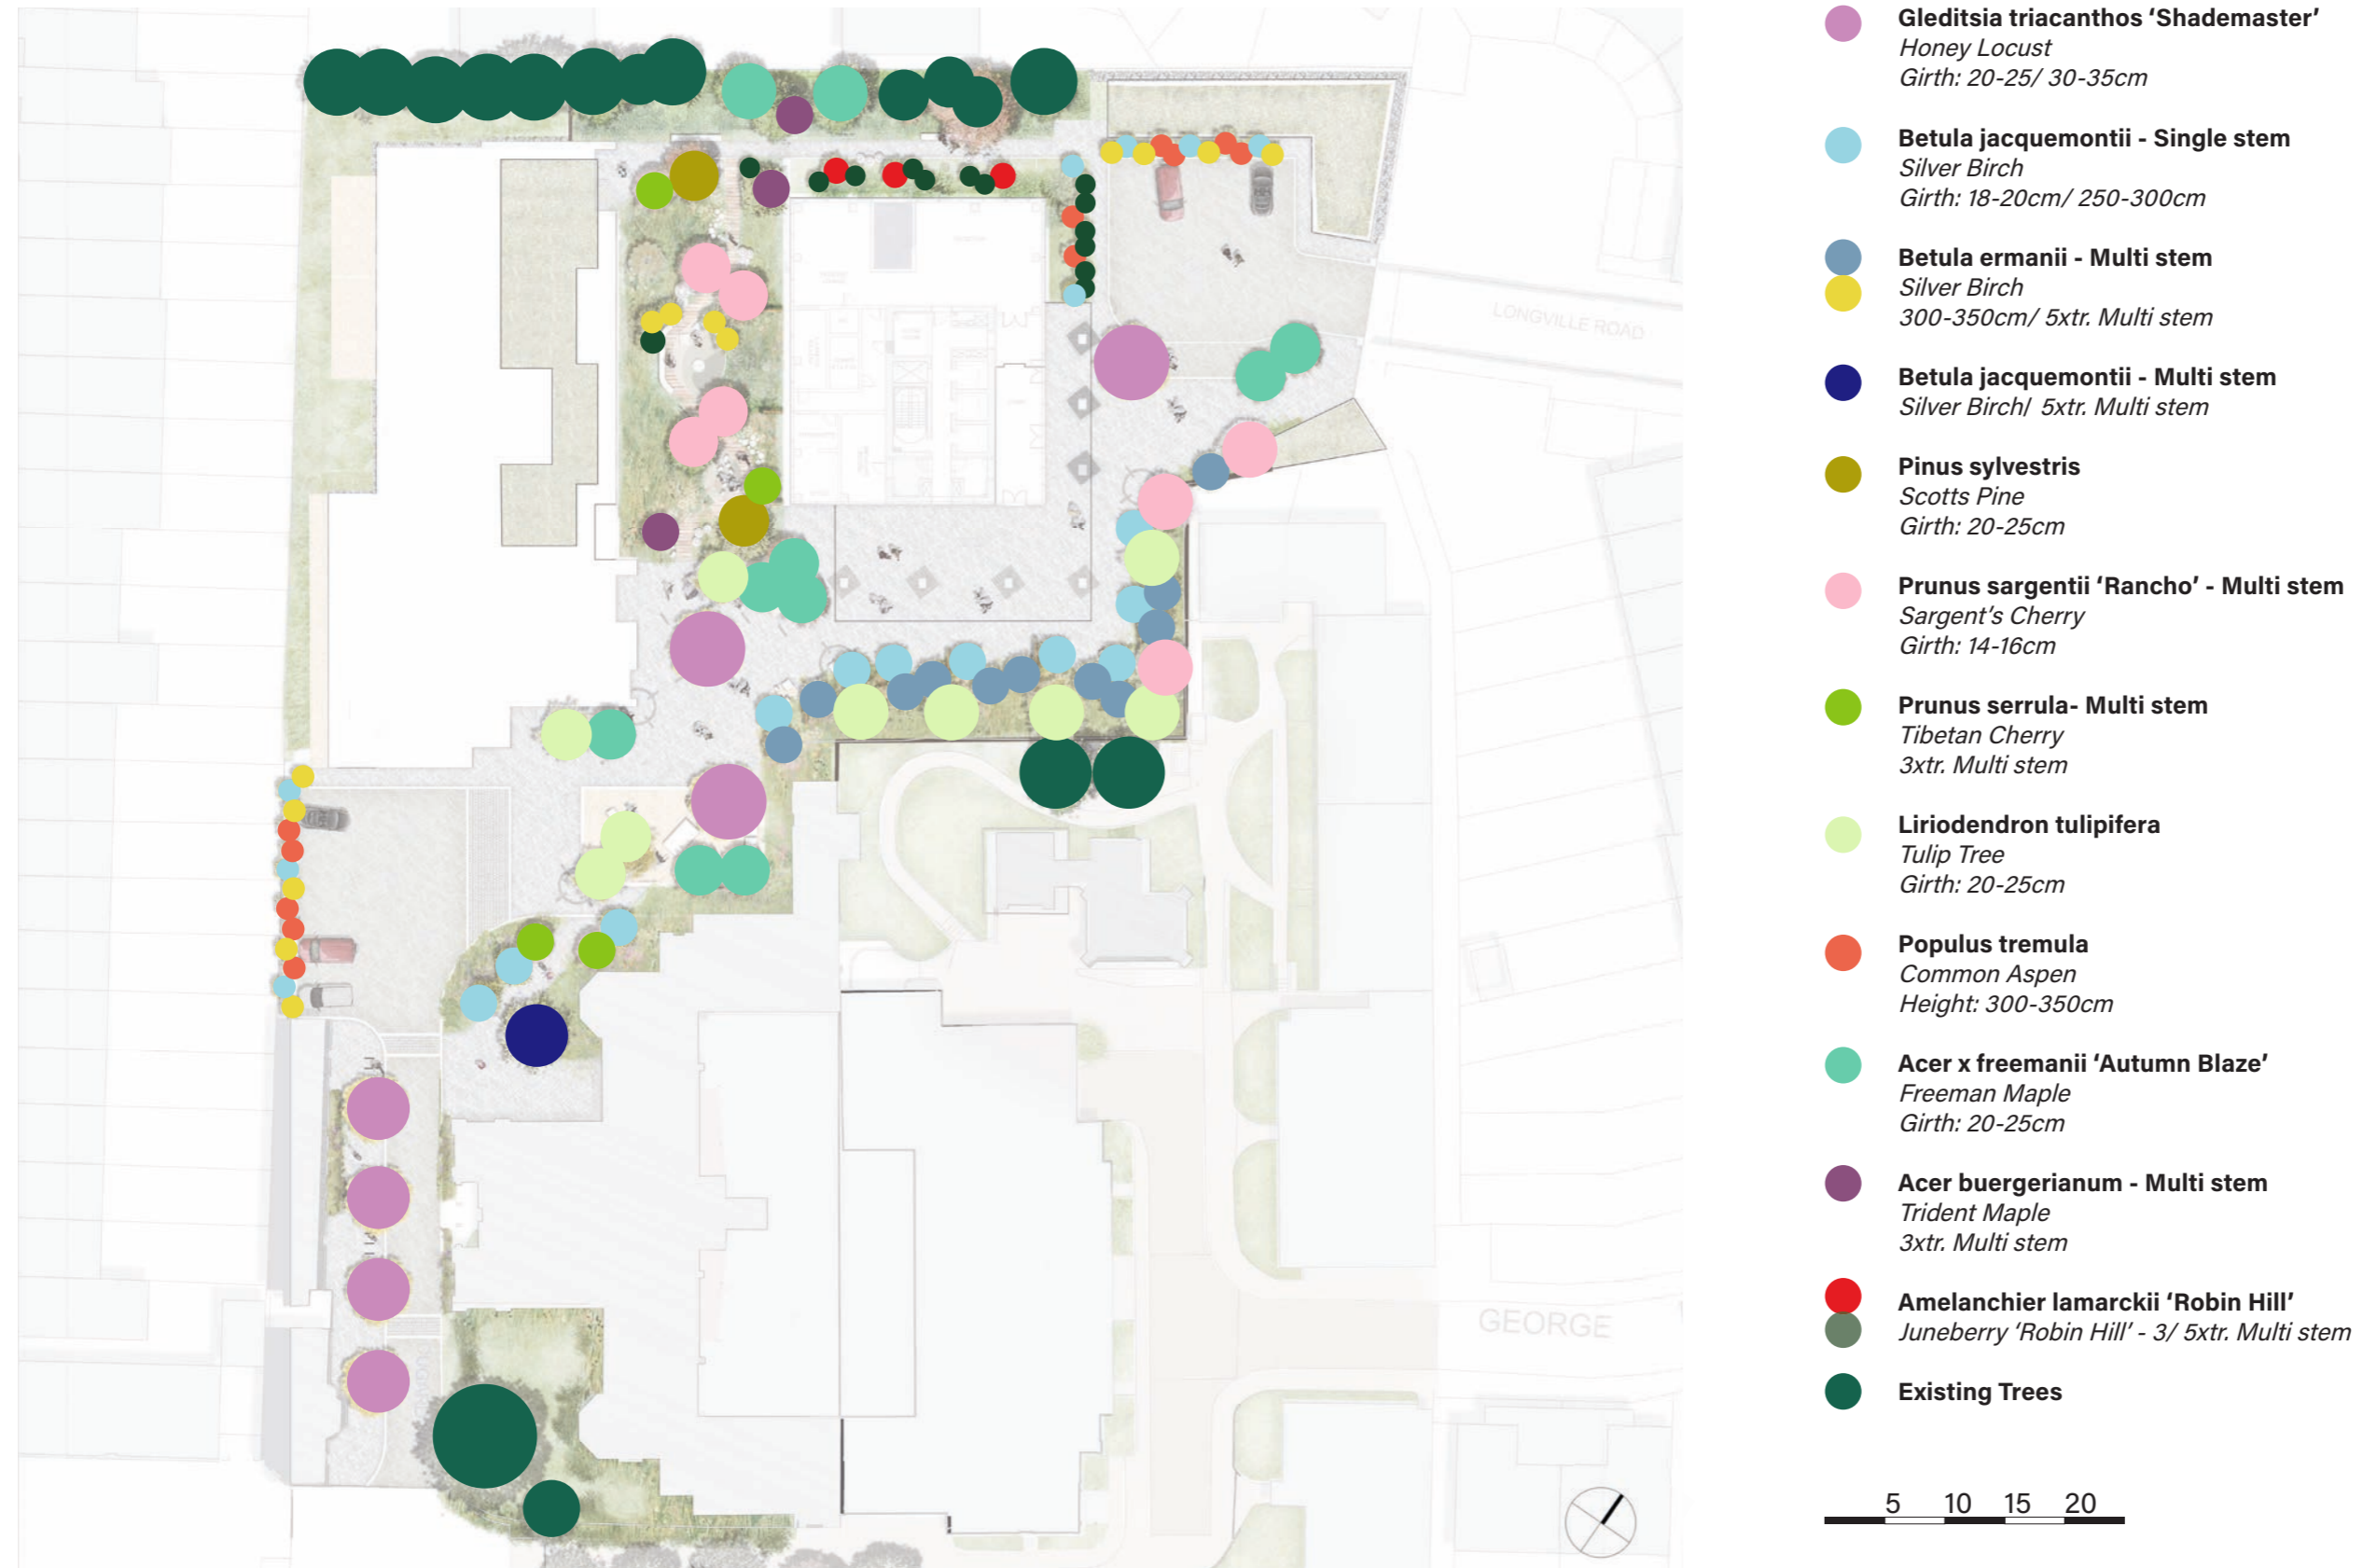 LONGVILLE ROAD
GEORGE
Gleditsia triacanthos ‘Shademaster’
Honey Locust
Girth: 20-25/ 30-35cm
Betula jacquemontii - Single stem
Silver Birch
Girth: 18-20cm/ 250-300cm
Betula ermanii - Multi stem
Silver Birch
300-350cm/ 5xtr. Multi stem
Betula jacquemontii - Multi stem
Silver Birch/ 5xtr. Multi stem
Pinus sylvestris
Scotts Pine
Girth: 20-25cm
Prunus sargentii ‘Rancho’ - Multi stem
Sargent’s Cherry
Girth: 14-16cm
Prunus serrula- Multi stem
Tibetan Cherry
3xtr. Multi stem
Liriodendron tulipifera
Tulip Tree
Girth: 20-25cm
Populus tremula
Common Aspen
Height: 300-350cm
Acer x freemanii ‘Autumn Blaze’
Freeman Maple
Girth: 20-25cm
Acer buergerianum - Multi stem
Trident Maple
3xtr. Multi stem
Amelanchier lamarckii ‘Robin Hill’
Juneberry ‘Robin Hill’ - 3/ 5xtr. Multi stem
Existing Trees
5 10 15 20